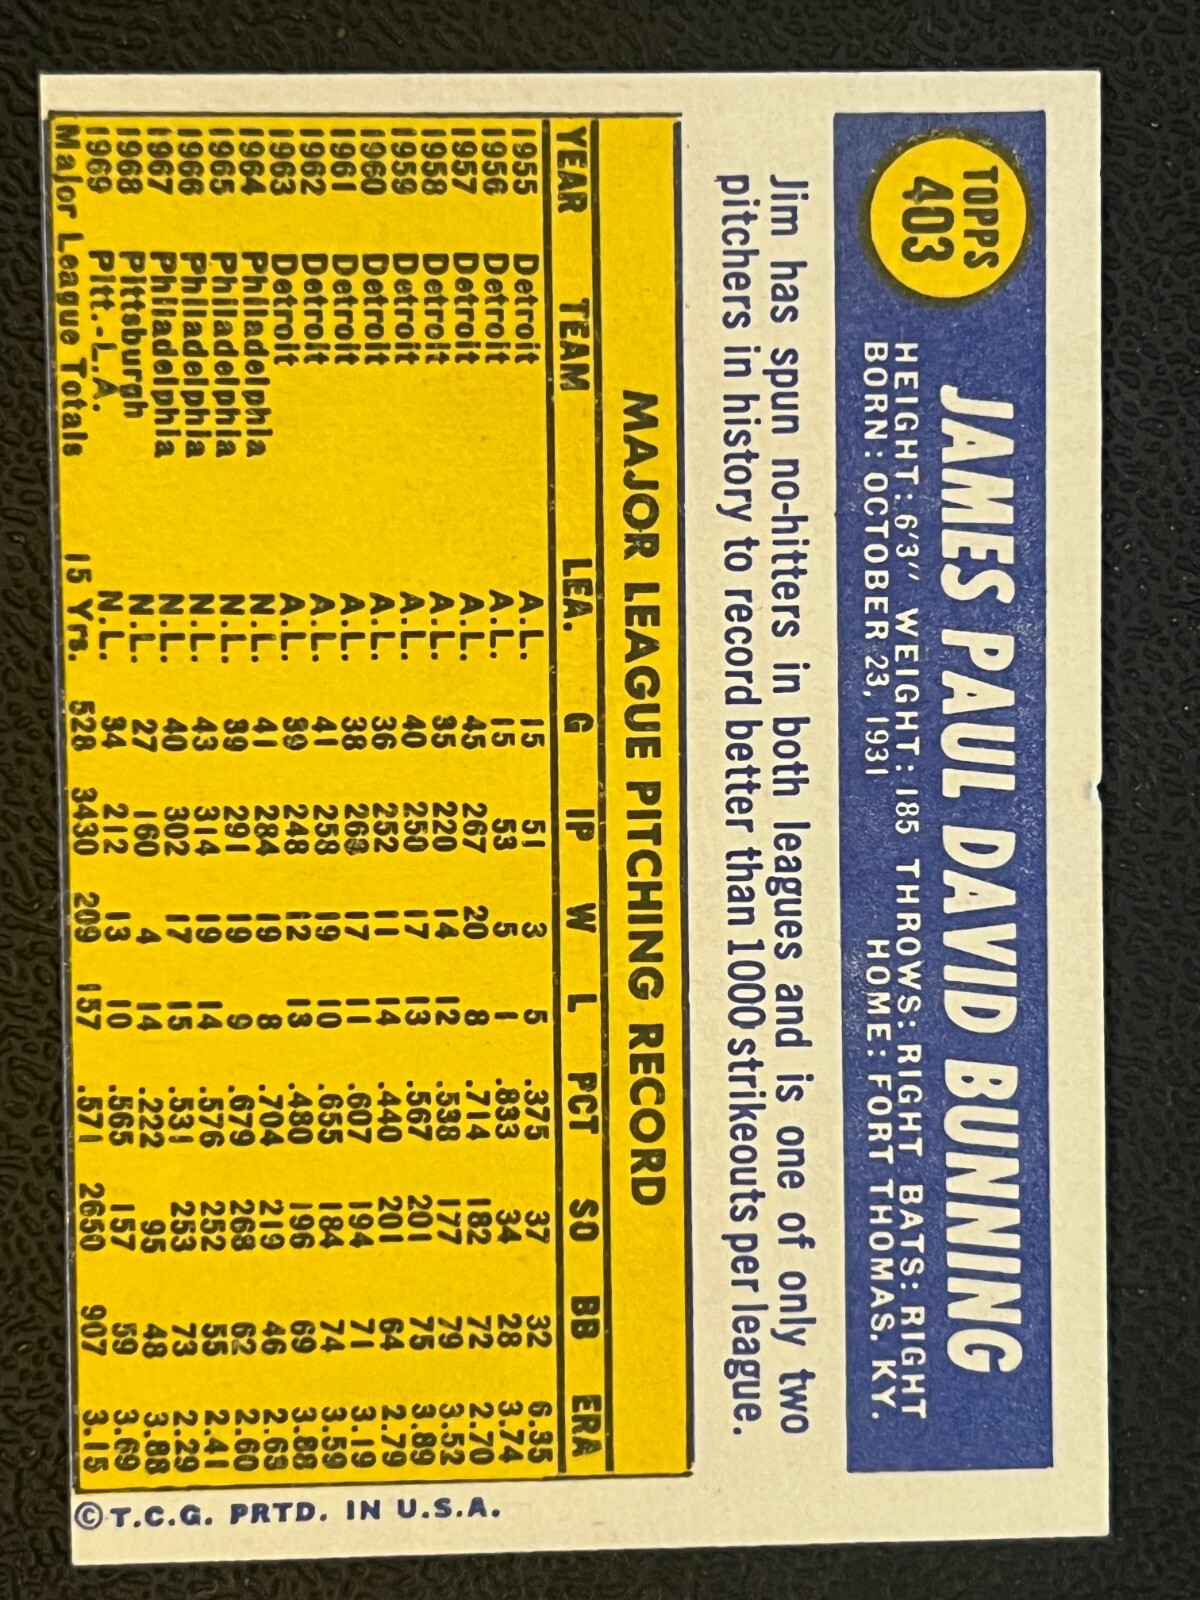 TOPPS
403
JAMES PAUL DAVID BUNNING
HEIGHT: 6'3" WEIGHT: 185 THROWS: RIGHT BATS: RIGHT
BORN: OCTOBER 23, 1931 HOME: FORT THOMAS, KY.
Jim has spun no-hitters in both leagues and is one of only two
pitchers in history to record better than 1000 strikeouts per league.
MAJOR LEAGUE PITCHING RECORD
YEAR TEAM LEA. G IP W L PCT SO BB ERA
1955 Detroit A.L. 15 51 3 5 .375 37 32 6.35
1956 Detroit A.L. 15 53 5 1 .833 34 28 3.74
1957 Detroit A.L. 45 267 20 8 .714 182 72 2.70
1958 Detroit A.L. 35 220 14 12 .538 177 79 3.52
1959 Detroit A.L. 40 250 17 13 .567 201 75 3.89
1960 Detroit A.L. 36 252 11 14 .440 201 64 2.79
1961 Detroit A.L. 38 268 17 11 .607 194 71 3.19
1962 Detroit A.L. 41 258 19 10 .655 184 74 3.59
1963 Detroit A.L. 39 248 12 13 .480 196 69 3.88
1964 Philadelphia N.L. 41 284 19 8 .704 219 46 2.63
1965 Philadelphia N.L. 39 291 19 9 .679 268 62 2.60
1966 Philadelphia N.L. 43 314 19 14 .576 252 55 2.41
1967 Philadelphia N.L. 40 302 17 15 .531 253 73 2.29
1968 Pittsburgh N.L. 27 160 4 14 .222 95 48 3.88
1969 Pitt.-L.A. N.L. 34 212 13 10 .565 157 59 3.69
Major League Totals 15 Yrs. 528 3430 209 157 .571 2650 907 3.15
©T.C.G. PRTD. IN U.S.A.